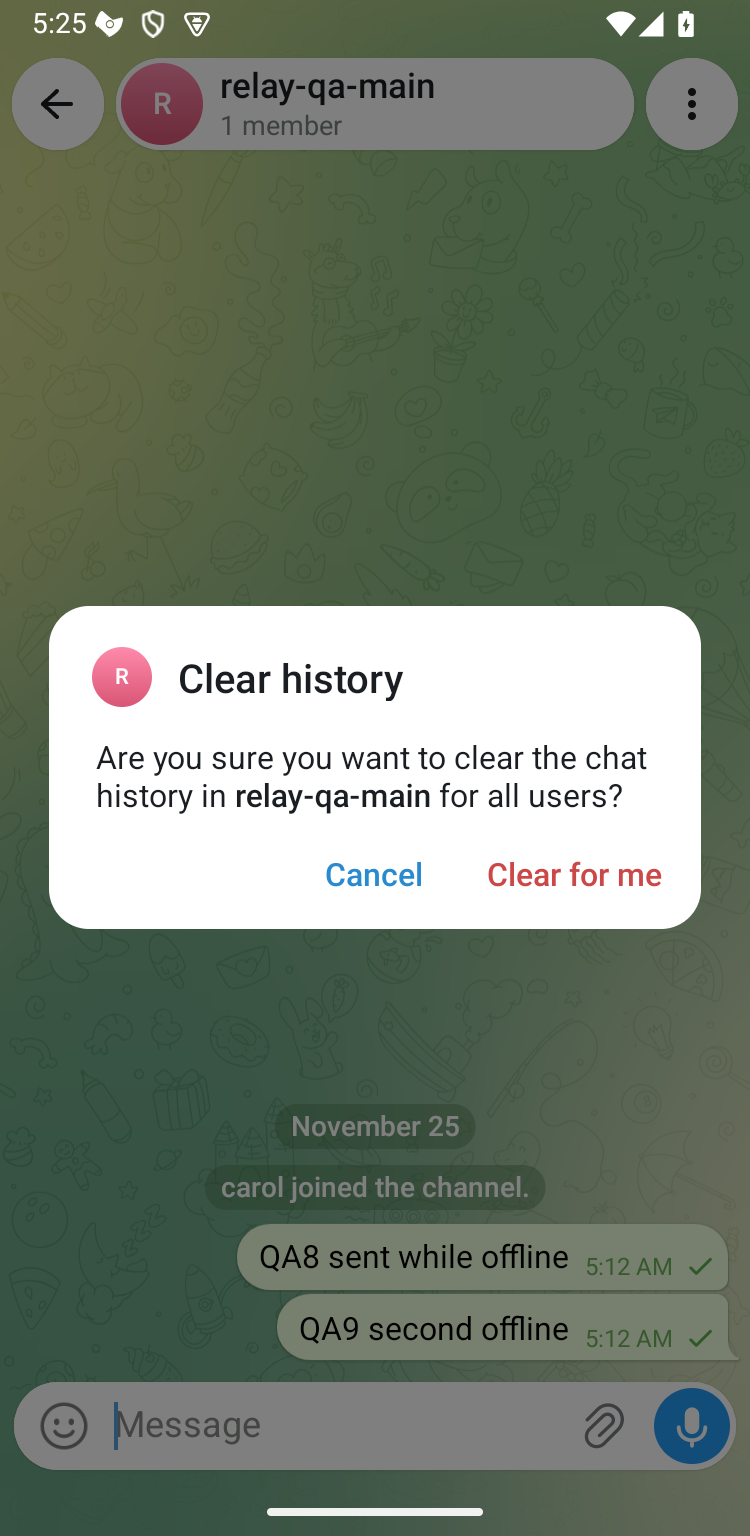 5:25
R
relay-qa-main
1 member
R
Clear history
Are you sure you want to clear the chat
history in relay-qa-main for all users?
Cancel
Clear for me
November 25
carol joined the channel.
QA8 sent while offline 5:12 AM
QA9 second offline 5:12 AM
Message